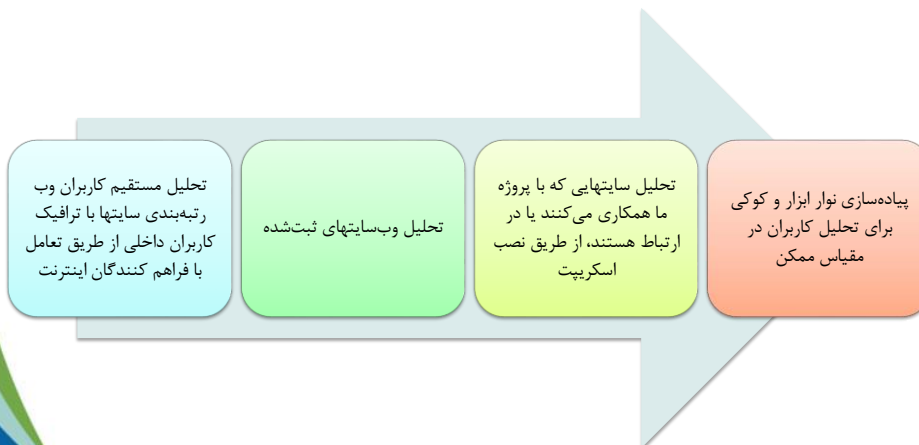 پیاده‌سازی نوار ابزار و کوکی
برای تحلیل کاربران در
مقیاس ممکن
تحلیل سایتهایی که با پروژه
ما همکاری می‌کنند یا در
ارتباط هستند، از طریق نصب
اسکریپت
تحلیل وب‌سایتهای ثبت‌شده
تحلیل مستقیم کاربران وب
رتبه‌بندی سایتها با ترافیک
کاربران داخلی از طریق تعامل
با فراهم کنندگان اینترنت